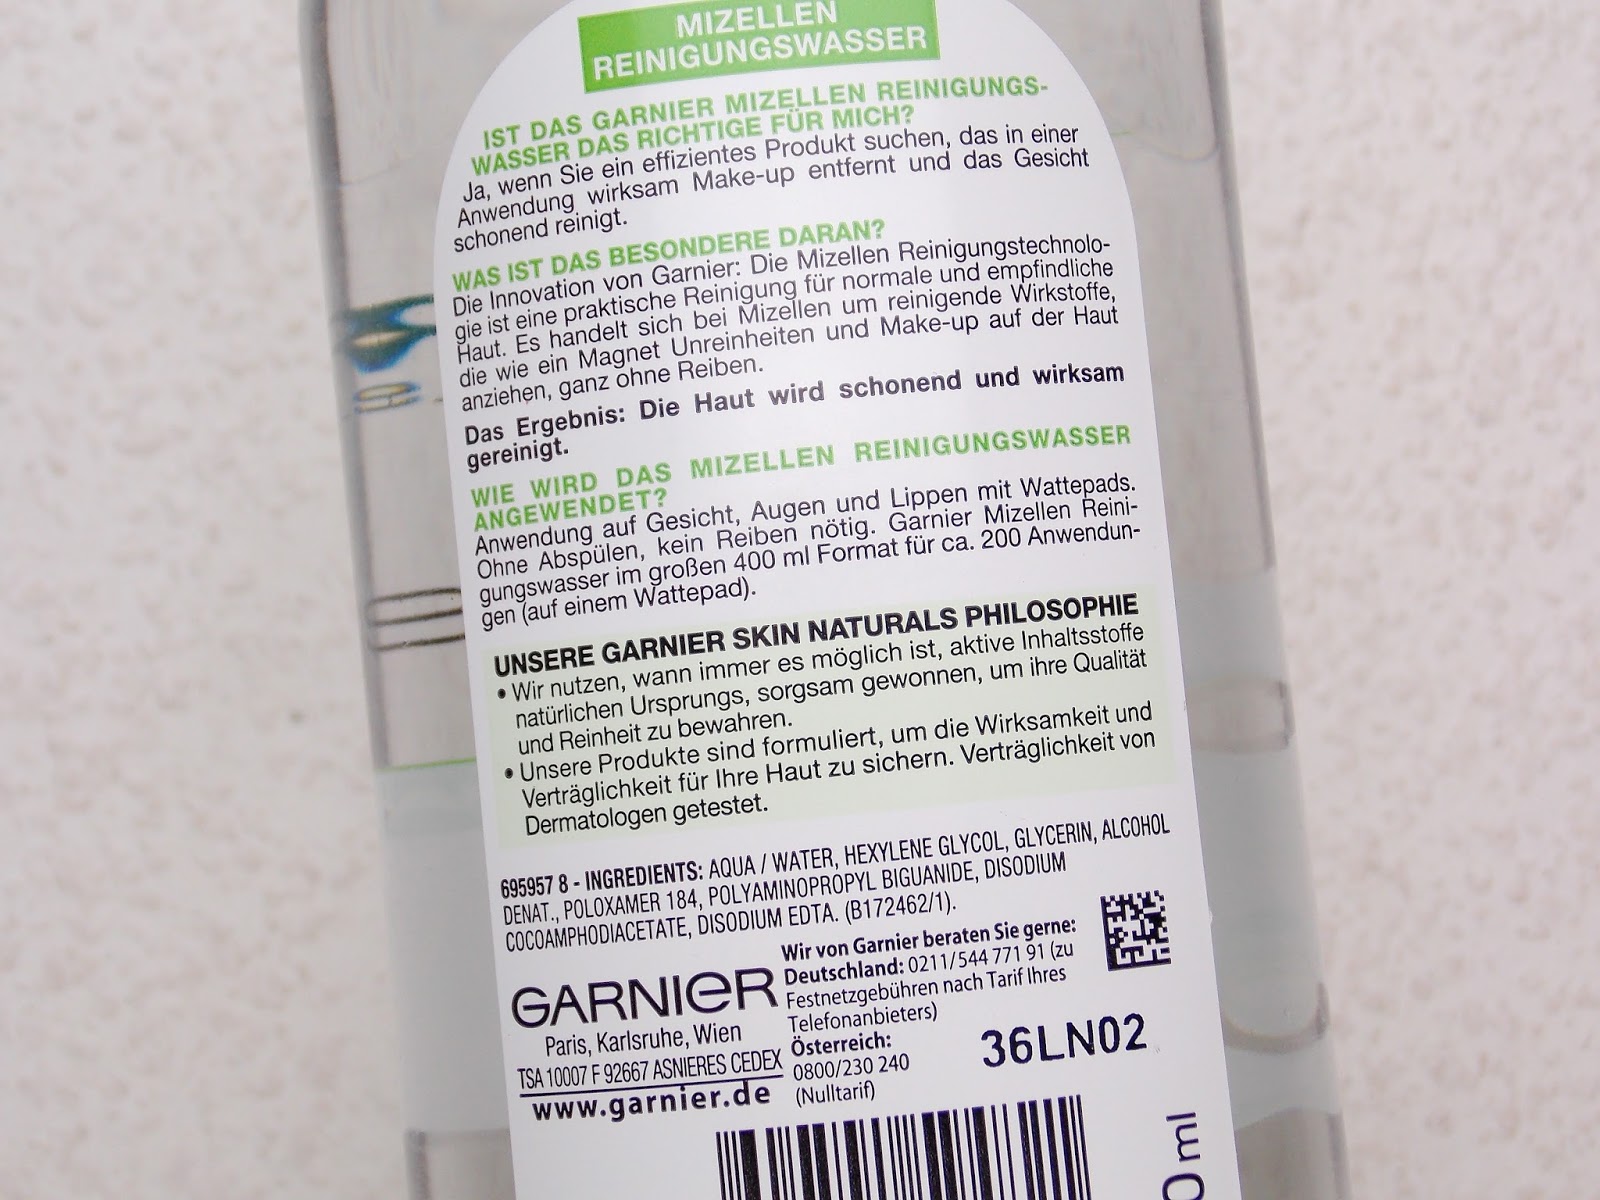 MIZELLEN
REINIGUNGSWASSER
IST DAS GARNIER MIZELLEN REINIGUNGS-
WASSER DAS RICHTIGE FÜR MICH?
Ja, wenn Sie ein effizientes Produkt suchen, das in einer
Anwendung wirksam Make-up entfernt und das Gesicht
schonend reinigt.
WAS IST DAS BESONDERE DARAN?
Die Innovation von Garnier: Die Mizellen Reinigungstechnolo-
gie ist eine praktische Reinigung für normale und empfindliche
Haut. Es handelt sich bei Mizellen um reinigende Wirkstoffe,
die wie ein Magnet Unreinheiten und Make-up auf der Haut
anziehen, ganz ohne Reiben.
Das Ergebnis: Die Haut wird schonend und wirksam
gereinigt.
WIE WIRD DAS MIZELLEN REINIGUNGSWASSER
ANGEWENDET?
Anwendung auf Gesicht, Augen und Lippen mit Wattepads.
Ohne Abspülen, kein Reiben nötig. Garnier Mizellen Reini-
gungswasser im großen 400 ml Format für ca. 200 Anwendun-
gen (auf einem Wattepad).
UNSERE GARNIER SKIN NATURALS PHILOSOPHIE
• Wir nutzen, wann immer es möglich ist, aktive Inhaltsstoffe
natürlichen Ursprungs, sorgsam gewonnen, um ihre Qualität
und Reinheit zu bewahren.
• Unsere Produkte sind formuliert, um die Wirksamkeit und
Verträglichkeit für Ihre Haut zu sichern. Verträglichkeit von
Dermatologen getestet.
695957 8 - INGREDIENTS: AQUA / WATER, HEXYLENE GLYCOL, GLYCERIN, ALCOHOL
DENAT., POLOXAMER 184, POLYAMINOPROPYL BIGUANIDE, DISODIUM
COCOAMPHODIACETATE, DISODIUM EDTA. (B172462/1).
GARNIER
Paris, Karlsruhe, Wien
TSA 10007 F 92667 ASNIERES CEDEX
www.garnier.de
Wir von Garnier beraten Sie gerne:
Deutschland: 0211/544 771 91 (zu
Festnetzgebühren nach Tarif Ihres
Telefonanbieters)
Österreich:
0800/230 240
(Nulltarif)
36LN02
0 ml